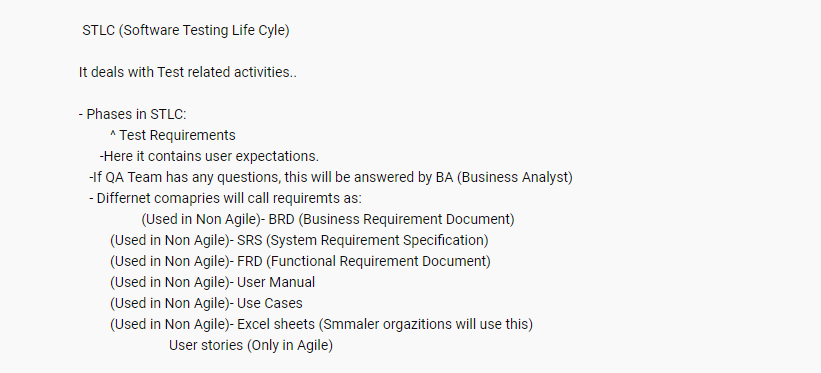 STLC (Software Testing Life Cyle)
It deals with Test related activities..
- Phases in STLC:
^ Test Requirements
-Here it contains user expectations.
-If QA Team has any questions, this will be answered by BA (Business Analyst)
- Differnet comapries will call requiremts as:
(Used in Non Agile)- BRD (Business Requirement Document)
(Used in Non Agile)- SRS (System Requirement Specification)
(Used in Non Agile)- FRD (Functional Requirement Document)
(Used in Non Agile)- User Manual
(Used in Non Agile)- Use Cases
(Used in Non Agile)- Excel sheets (Smmaler orgazitions will use this)
User stories (Only in Agile)